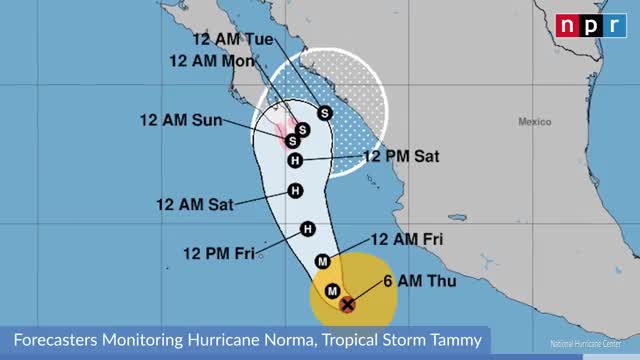 npr
12 AM Tue
12 AM Mon
12 AM Sun
S
S
S
Mexico
H
12 PM Sat
12 AM Sat
H
12 PM Fri
H
12 AM Fri
M
6 AM Thu
M
Forecasters Monitoring Hurricane Norma, Tropical Storm Tammy
National Hurricane Center